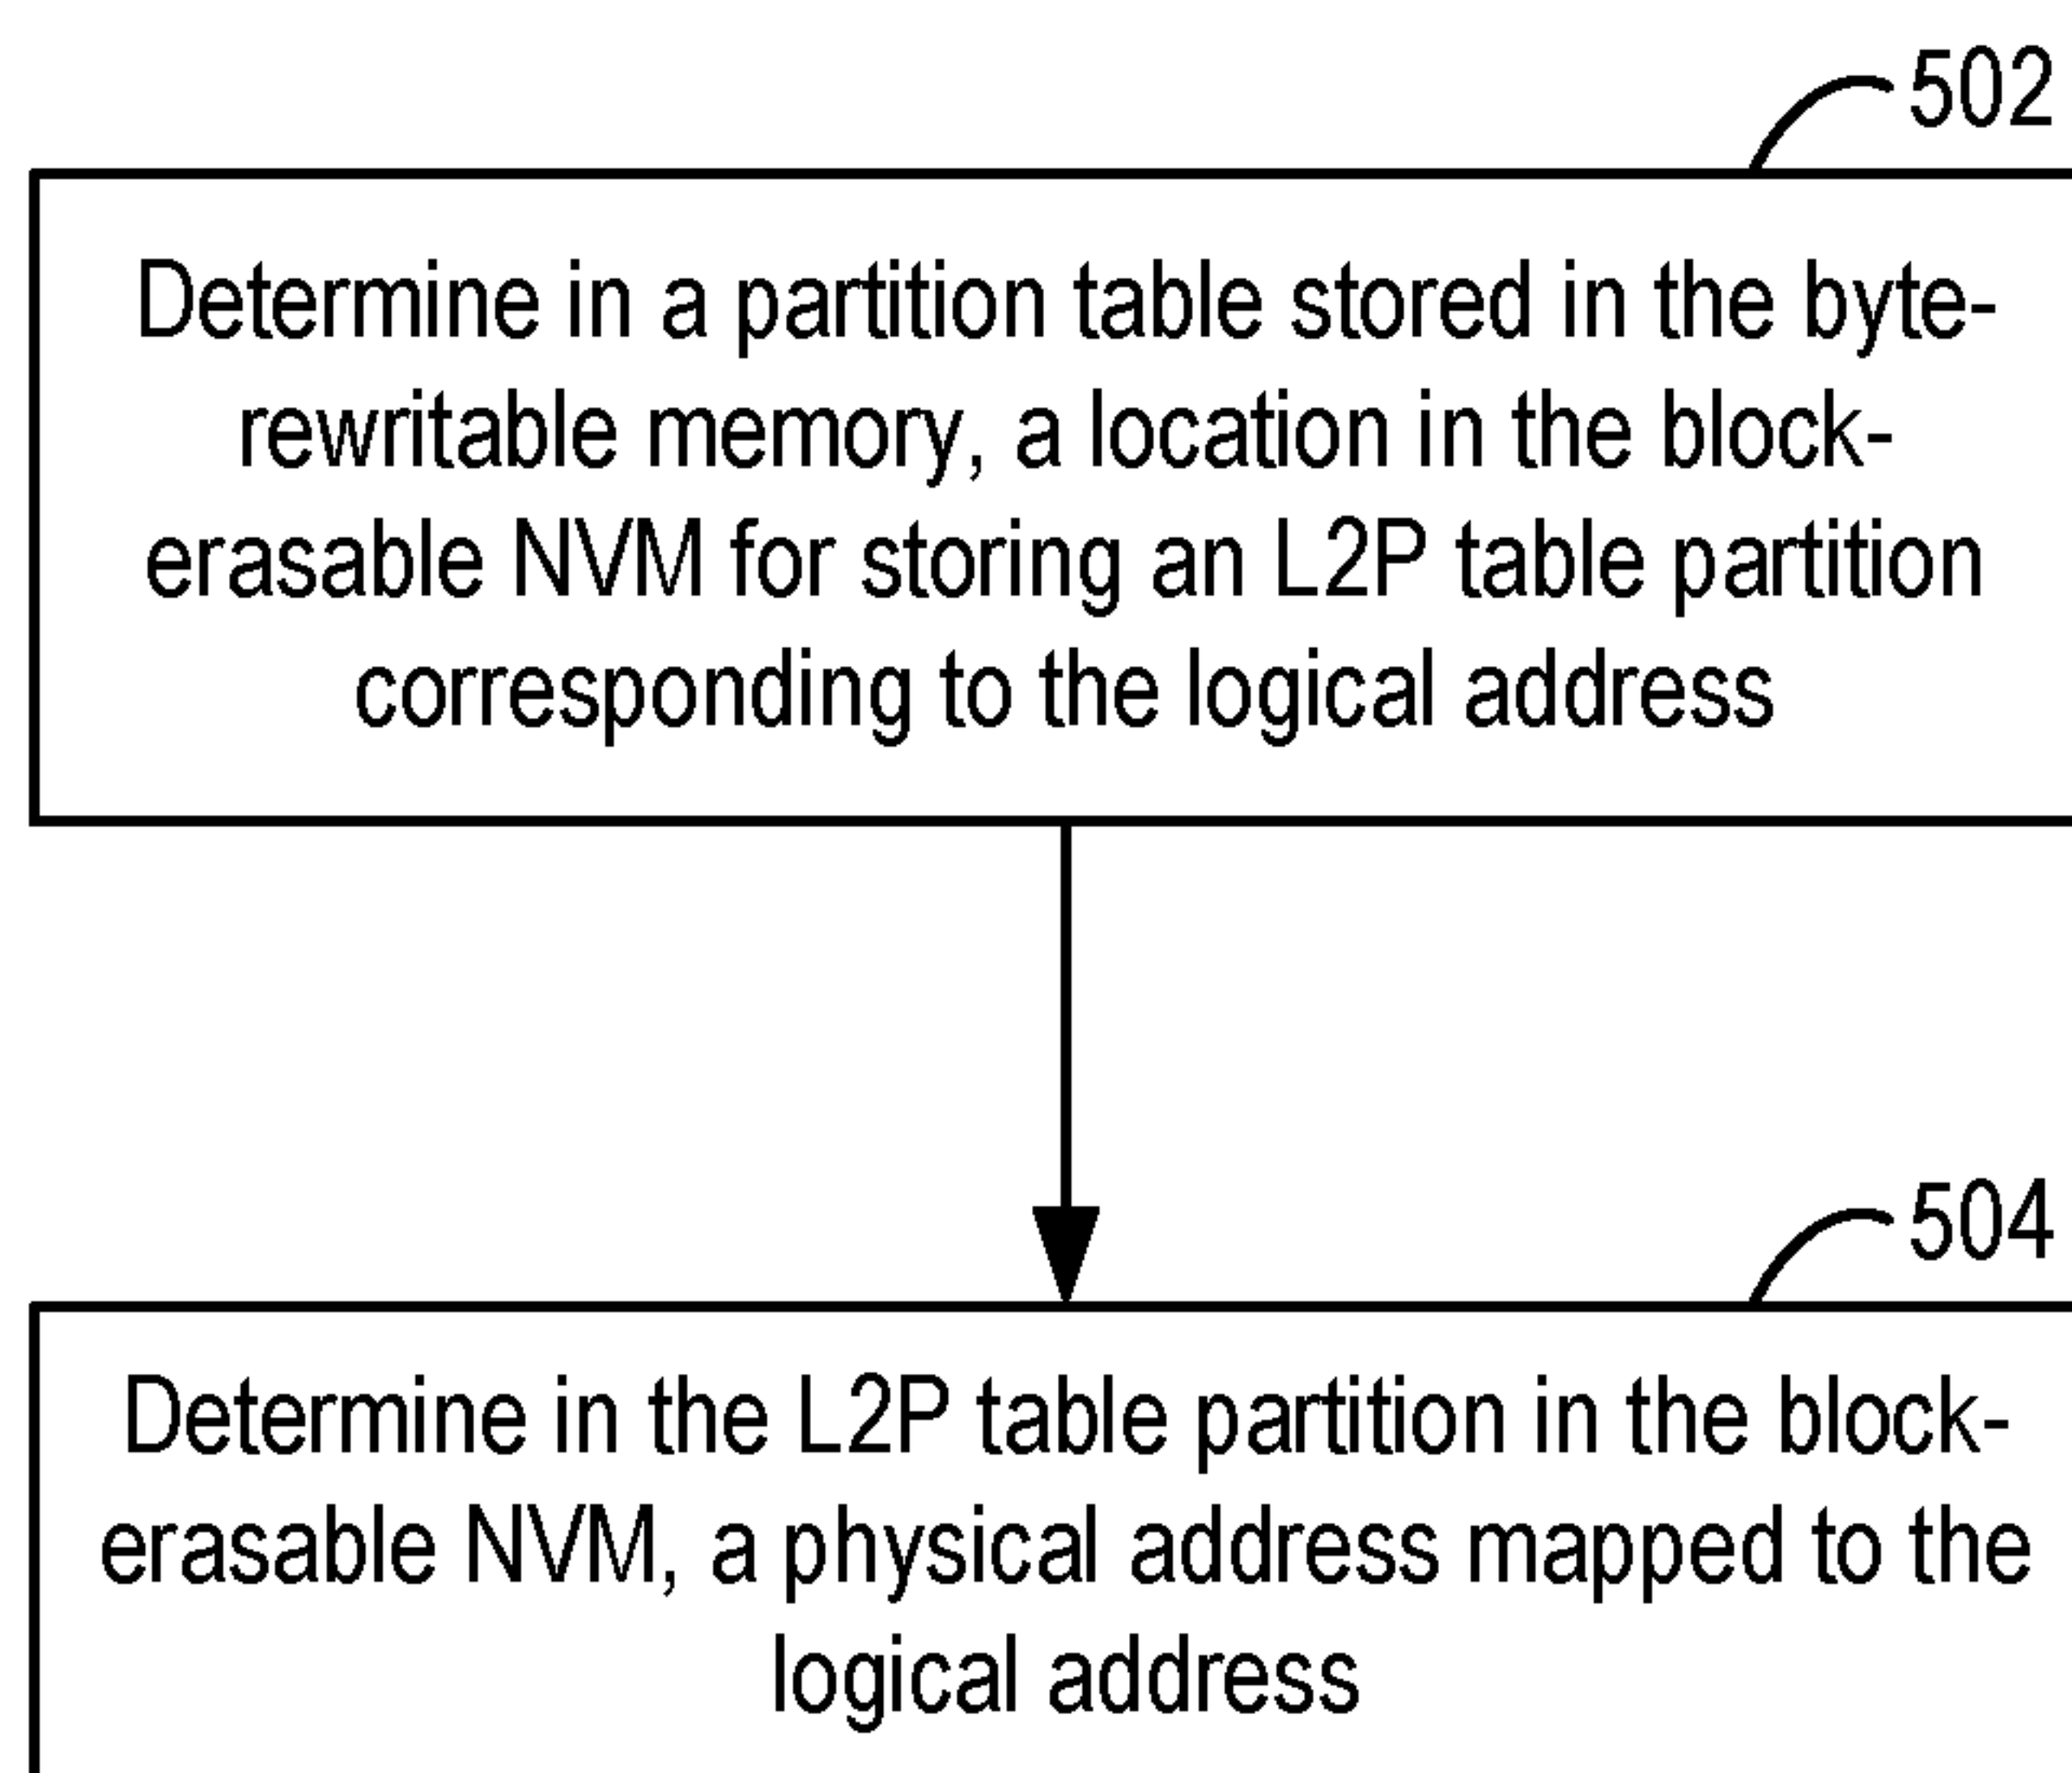 502
Determine in a partition table stored in the byte-
rewritable memory, a location in the block-
erasable NVM for storing an L2P table partition
corresponding to the logical address
504
Determine in the L2P table partition in the block-
erasable NVM, a physical address mapped to the
logical address